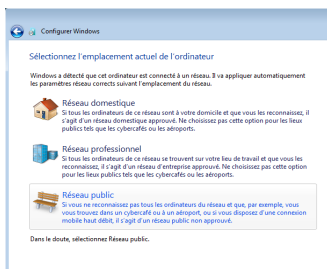 Configurer Windows
Sélectionnez l'emplacement actuel de l'ordinateur
Windows a détecté que cet ordinateur est connecté à un réseau. Il va appliquer automatiquement
les paramètres réseau corrects suivant l'emplacement du réseau.
Réseau domestique
Si tous les ordinateurs de ce réseau sont à votre domicile et que vous les reconnaissez, il
s'agit d'un réseau domestique approuvé. Ne choisissez pas cette option pour les lieux
publics tels que les cybercafés ou les aéroports.
Réseau professionnel
Si tous les ordinateurs de ce réseau se trouvent sur votre lieu de travail et que vous les
reconnaissez, il s'agit d'un réseau d'entreprise approuvé. Ne choisissez pas cette option
pour les lieux publics tels que les cybercafés ou les aéroports.
Réseau public
Si vous ne reconnaissez pas tous les ordinateurs du réseau et que, par exemple, vous
vous trouvez dans un cybercafé ou à un aéroport, ou si vous disposez d'une connexion
mobile haut débit, il s'agit d'un réseau public non approuvé.
Dans le doute, sélectionnez Réseau public.